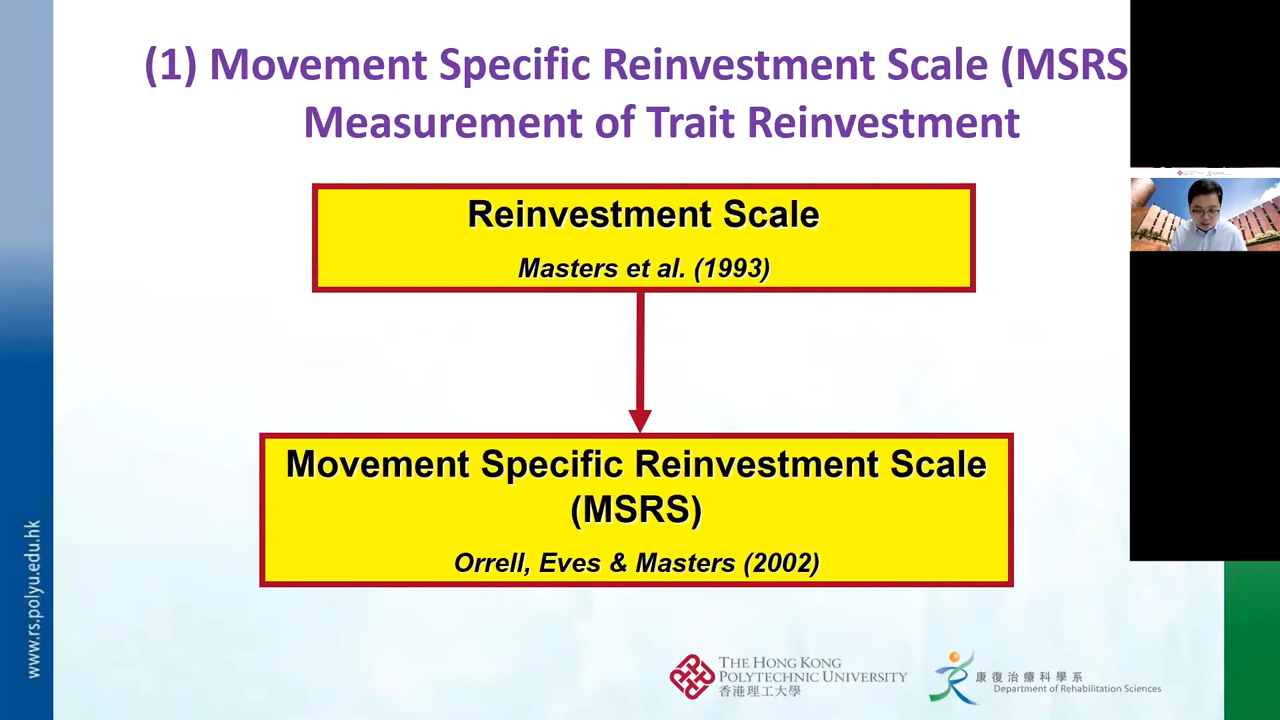 (1) Movement Specific Reinvestment Scale (MSRS
Measurement of Trait Reinvestment
Reinvestment Scale
Masters et al. (1993)
Movement Specific Reinvestment Scale
(MSRS)
Orrell, Eves & Masters (2002)
www.rs.polyu.edu.hk
THE HONG KONG
POLYTECHNIC UNIVERSITY
香港理工大學
康復治療科學系
Department of Rehabilitation Sciences